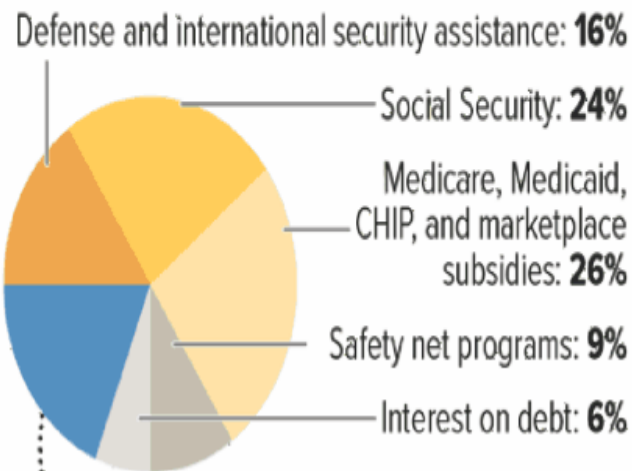 Defense and international security assistance: 16%
Social Security: 24%
Medicare, Medicaid,
CHIP, and marketplace
subsidies: 26%
Safety net programs: 9%
Interest on debt: 6%